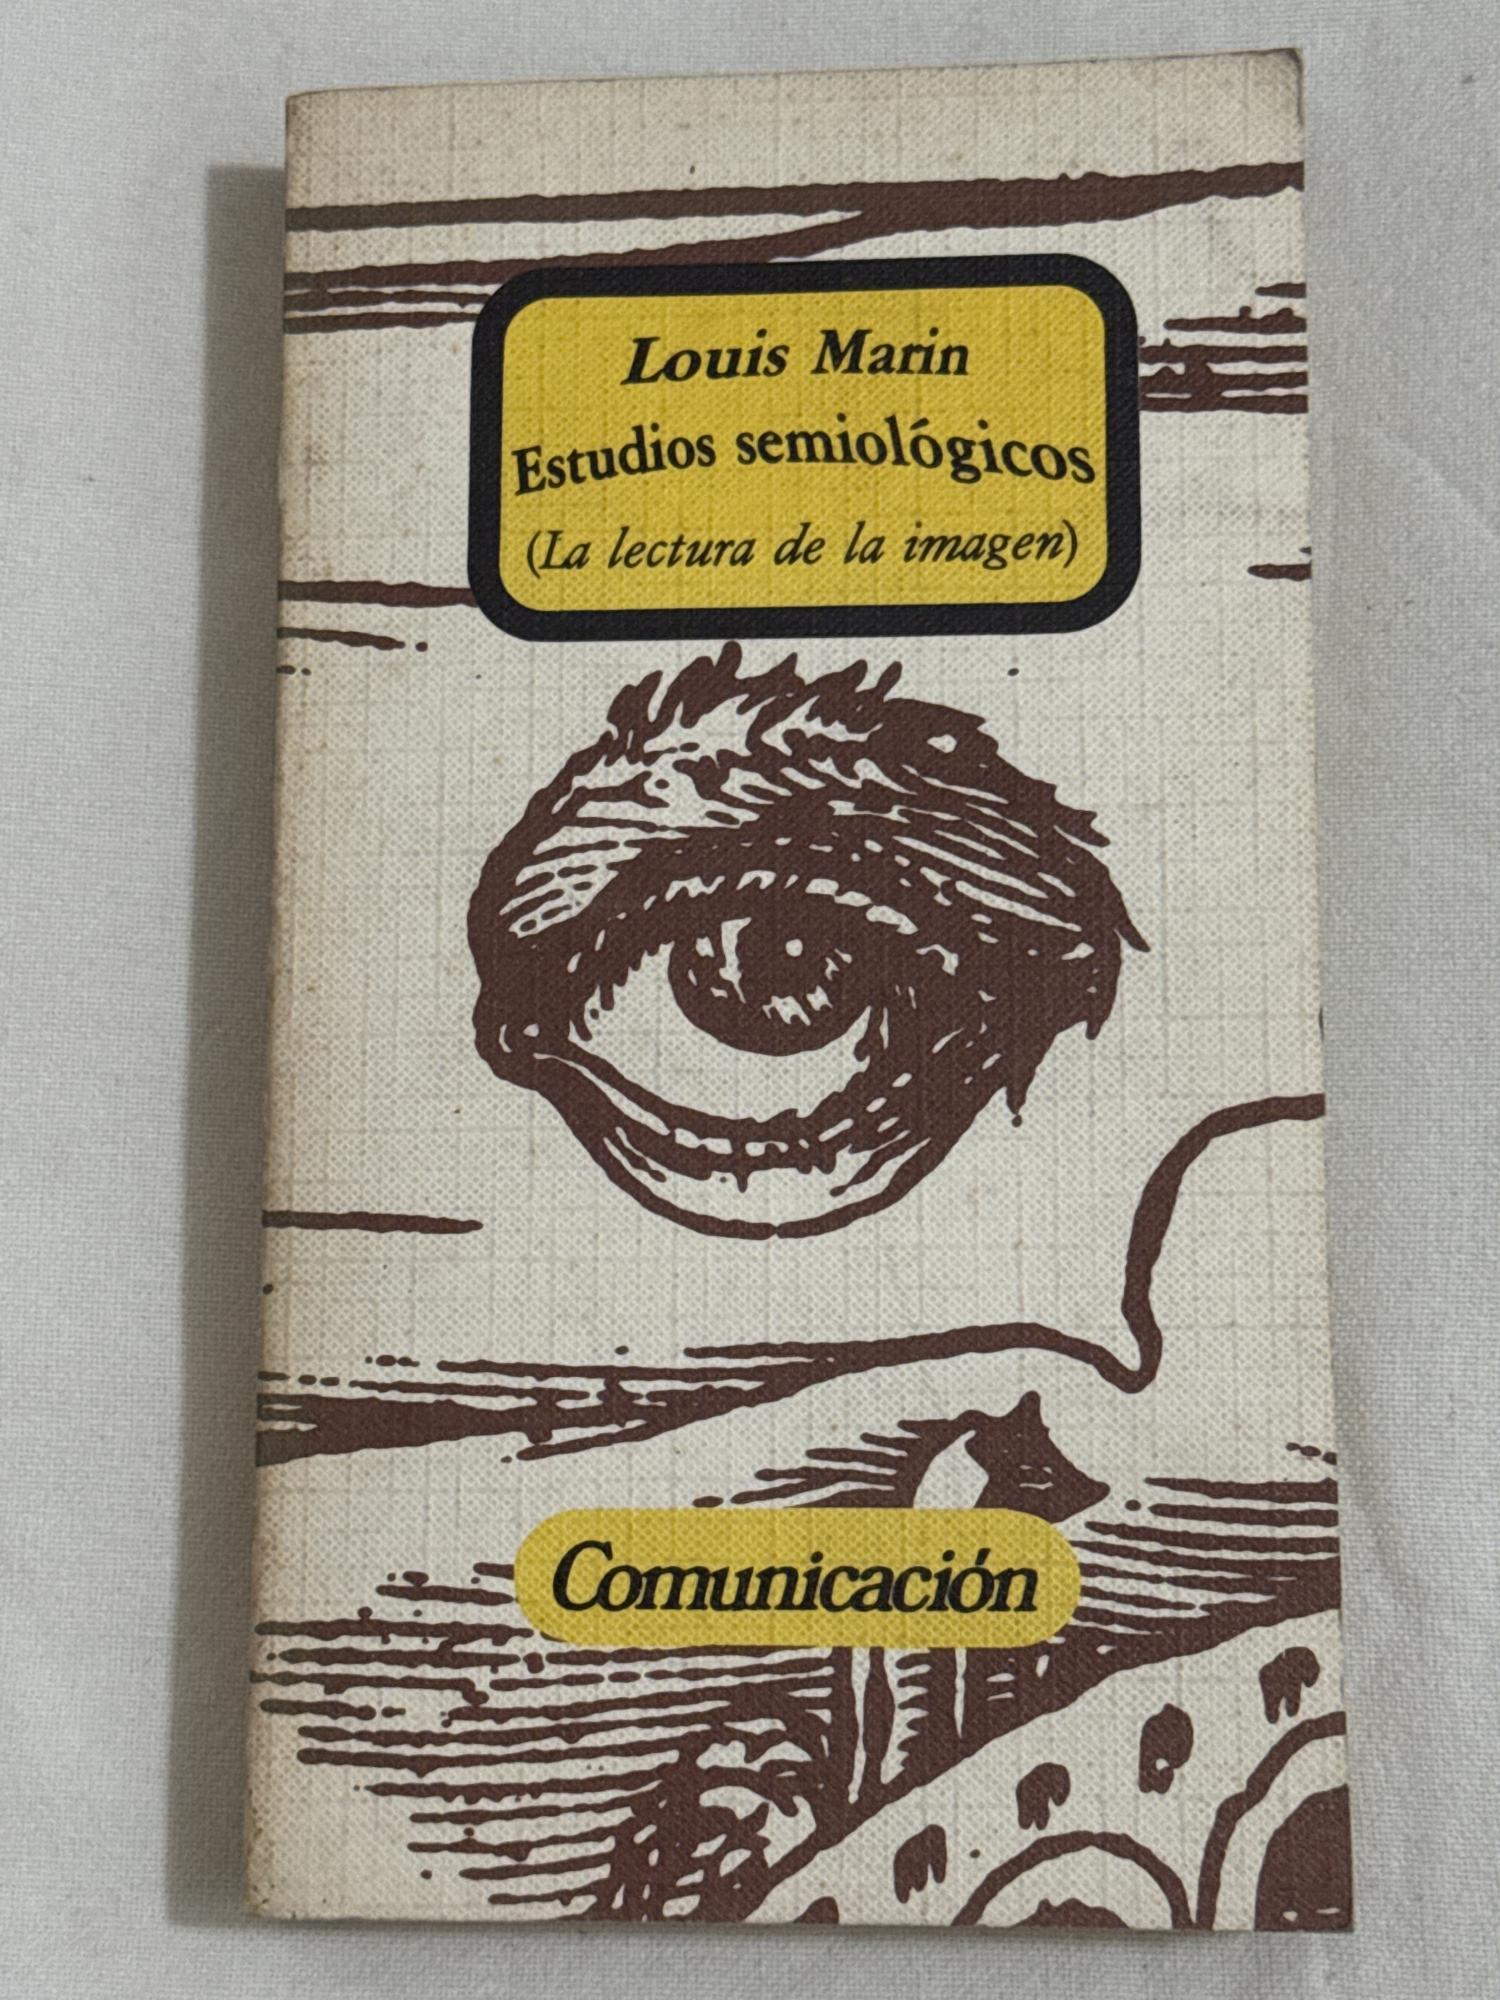 Louis Marin
Estudios semiológicos
(La lectura de la imagen)
Comunicación